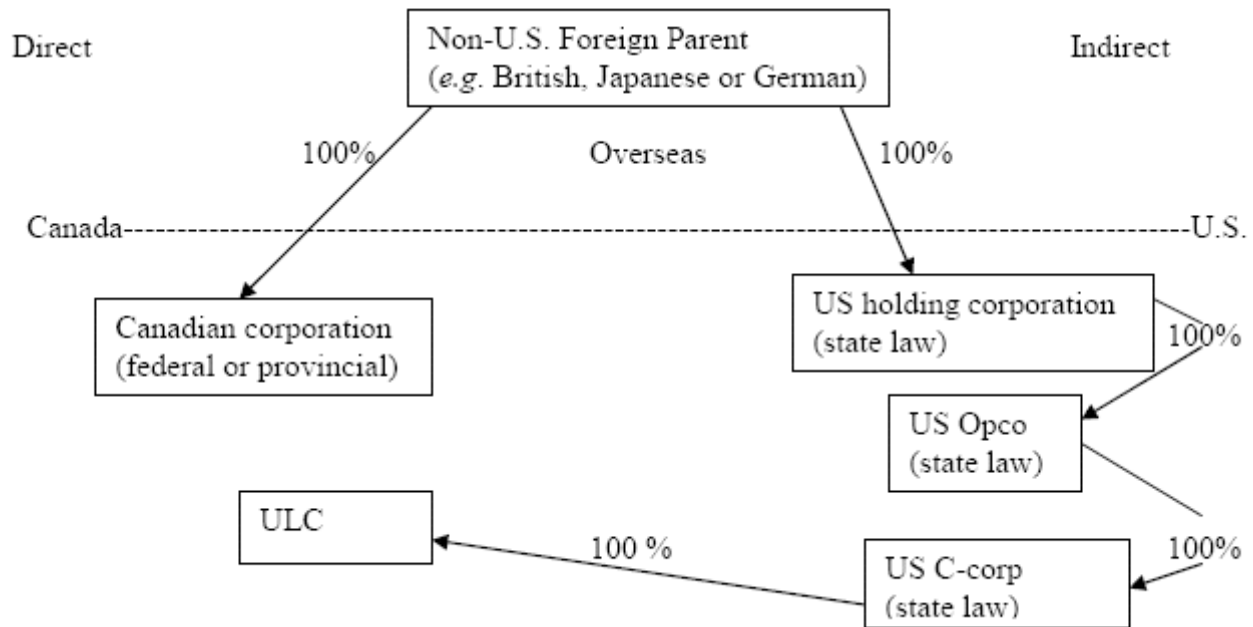 Direct
Non-U.S. Foreign Parent
(e.g. British, Japanese or German)
Indirect
100%
Overseas
100%
Canada
U.S.
Canadian corporation
(federal or provincial)
US holding corporation
(state law)
100%
US Opco
(state law)
ULC
100 %
100%
US C-corp
(state law)